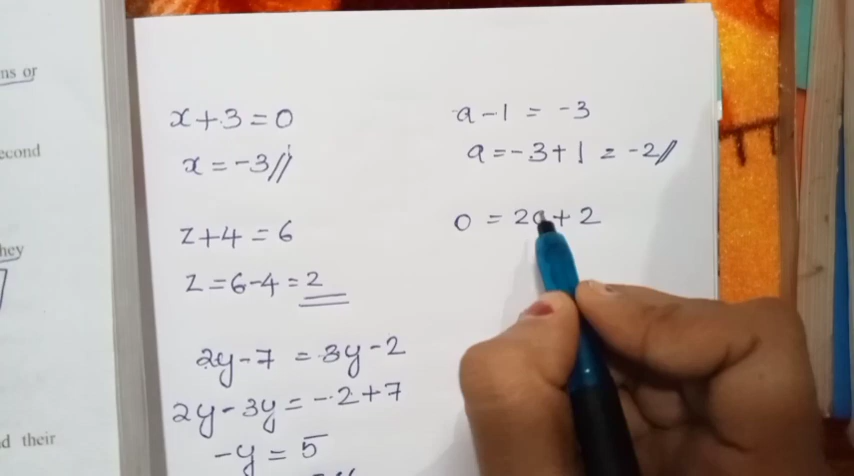 ns or
econd
hey
d their
x+3=0
x=-3//
z+4=6
z=6-4=2
2y-7=3y-2
2y-3y=-2+7
-y=5
a-1=-3
a=-3+1=-2//
0=2 +2